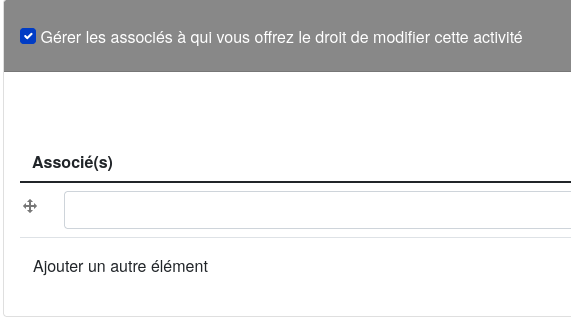 Gérer les associés à qui vous offrez le droit de modifier cette activité
Associé(s)
Ajouter un autre élément